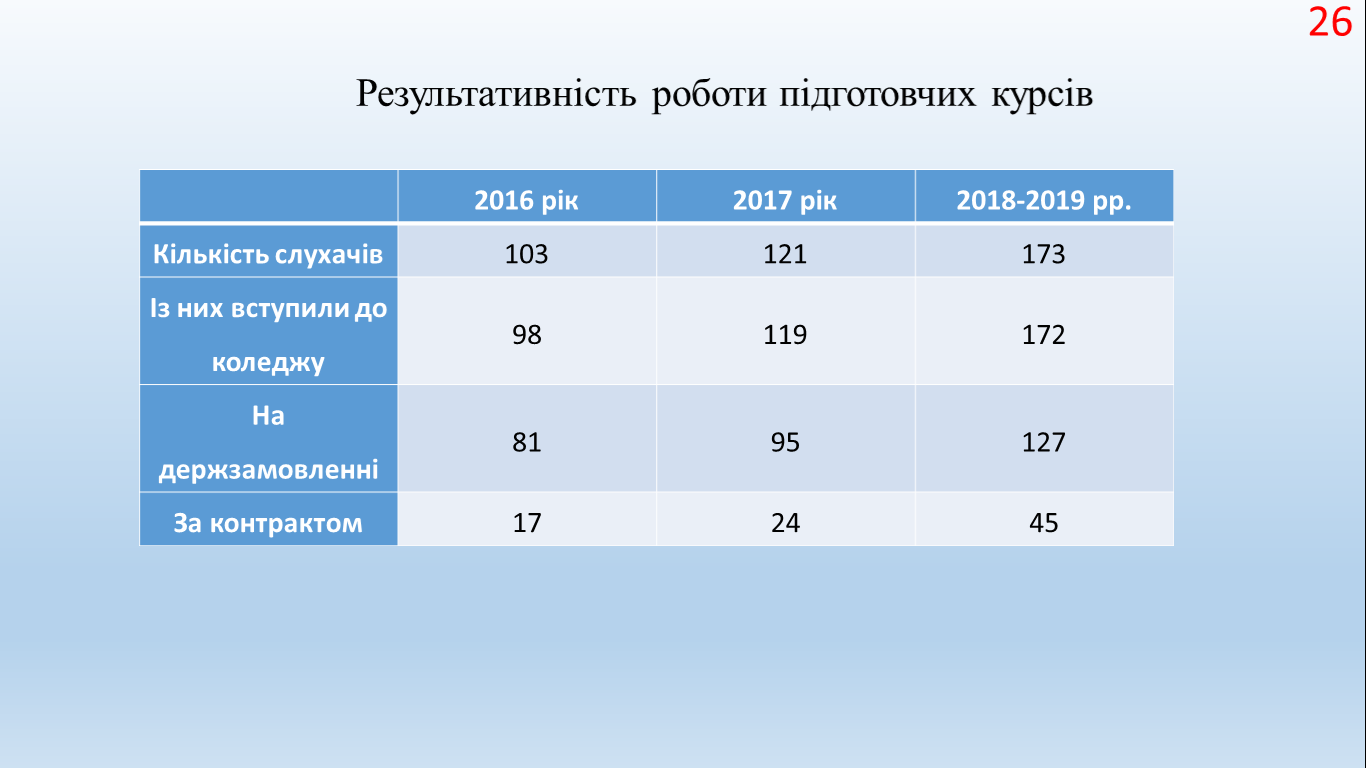 26
Результативність роботи підготовчих курсів
2016 рік 2017 рік 2018-2019 рр.
Кількість слухачів 103 121 173
Із них вступили до
коледжу 98 119 172
На
держзамовленні 81 95 127
За контрактом 17 24 45